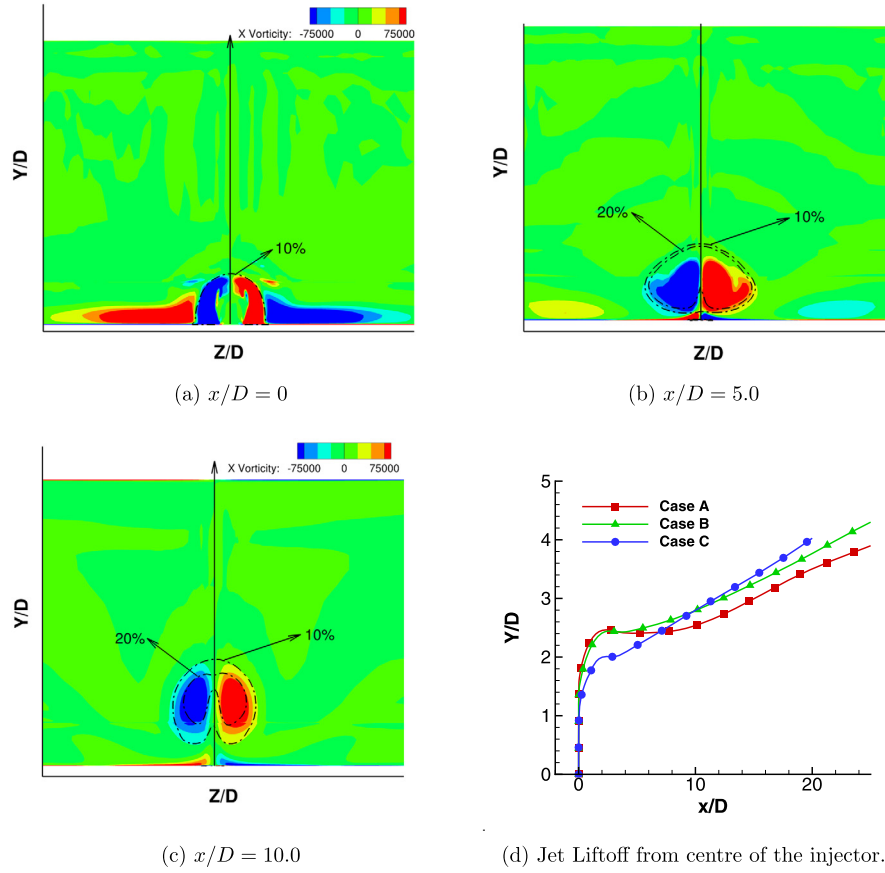 X Vorticity: -75000 0 75000
Y/D
10%
Z/D
(a) x/D = 0
Y/D
20%
10%
Z/D
(b) x/D = 5.0
X Vorticity: -75000 0 75000
Y/D
20%
10%
Z/D
(c) x/D = 10.0
5
4
3
2
1
0
Y/D
Case A
Case B
Case C
0 10 20
x/D
(d) Jet Liftoff from centre of the injector.